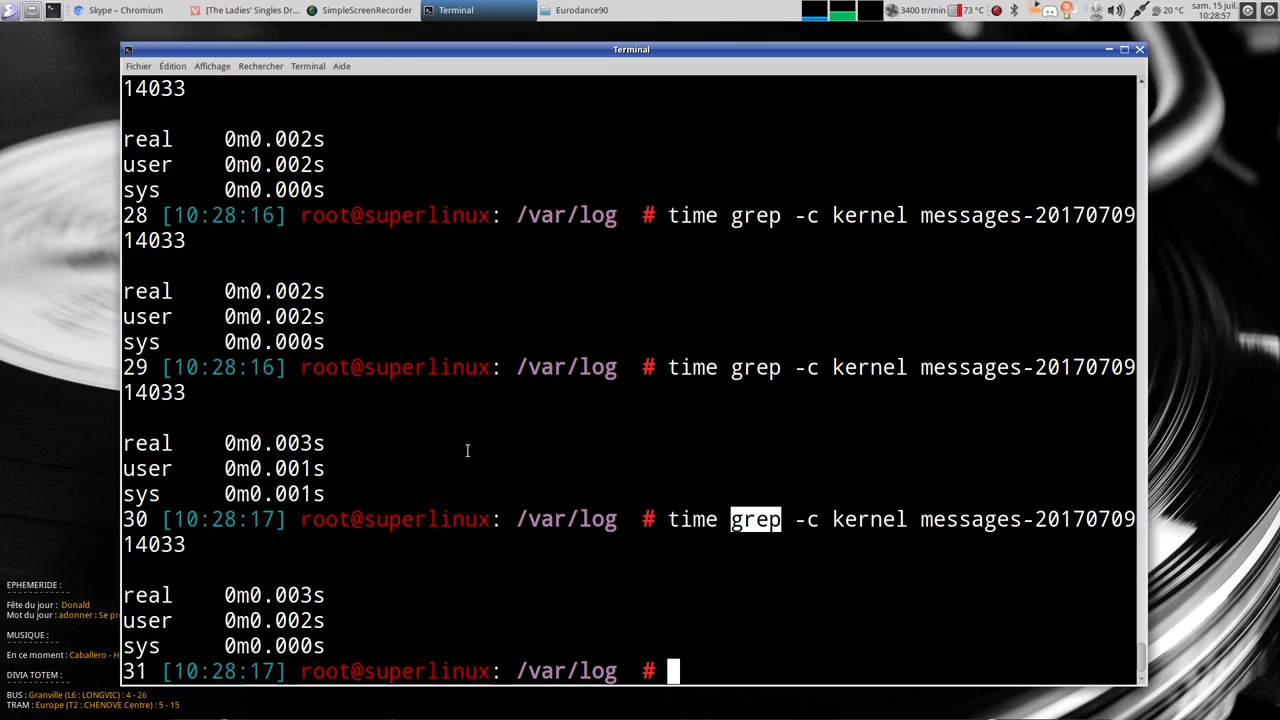 Skype – Chromium
[The Ladies' Singles Dr...
SimpleScreenRecorder
Terminal
Eurodance90
3400 tr/min
73 °C
20 °C
sam. 15 juil.
10:28:57
Terminal
Fichier Édition Affichage Rechercher Terminal Aide
14033
real 0m0.002s
user 0m0.002s
sys 0m0.000s
28 [10:28:16] root@superlinux: /var/log # time grep -c kernel messages-20170709
14033
real 0m0.002s
user 0m0.002s
sys 0m0.000s
29 [10:28:16] root@superlinux: /var/log # time grep -c kernel messages-20170709
14033
real 0m0.003s
user 0m0.001s
sys 0m0.001s
30 [10:28:17] root@superlinux: /var/log # time grep -c kernel messages-20170709
14033
real 0m0.003s
user 0m0.002s
sys 0m0.000s
31 [10:28:17] root@superlinux: /var/log #
EPHEMERIDE :
Fête du jour : Donald
Mot du jour : adonner : Se pr
MUSIQUE :
En ce moment : Caballero - H
DIVIA TOTEM :
BUS : Granville (L6 : LONGVIC) : 4 - 26
TRAM : Europe (T2 : CHENOVE Centre) : 5 - 15